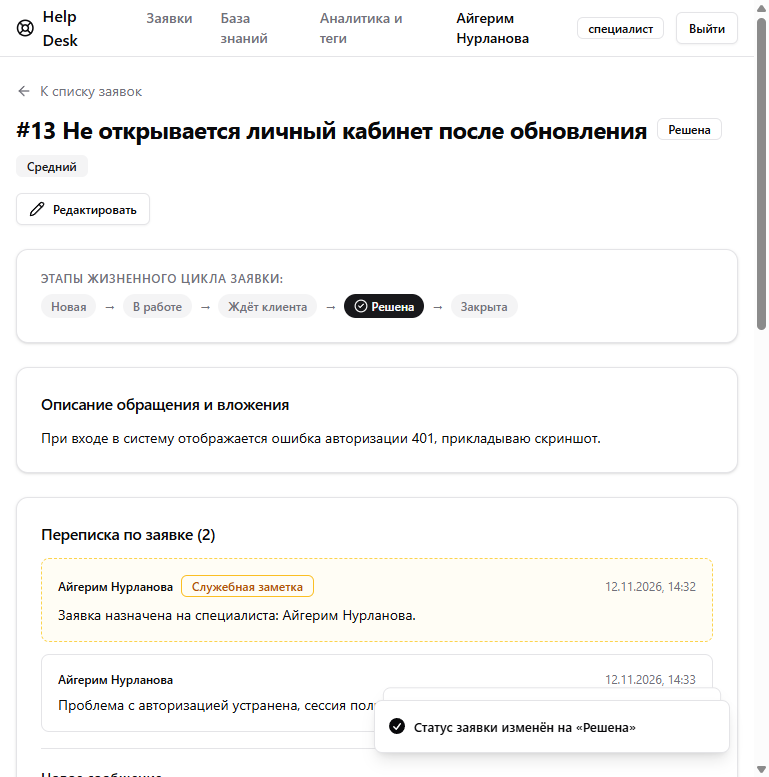 Help Desk
Заявки
База знаний
Аналитика и теги
Айгерим Нурланова
специалист
Выйти
К списку заявок
#13 Не открывается личный кабинет после обновления
Решена
Средний
Редактировать
ЭТАПЫ ЖИЗНЕННОГО ЦИКЛА ЗАЯВКИ:
Новая → В работе → Ждёт клиента → Решена → Закрыта
Описание обращения и вложения
При входе в систему отображается ошибка авторизации 401, прикладываю скриншот.
Переписка по заявке (2)
Айгерим Нурланова Служебная заметка 12.11.2026, 14:32
Заявка назначена на специалиста: Айгерим Нурланова.
Айгерим Нурланова 12.11.2026, 14:33
Проблема с авторизацией устранена, сессия
Статус заявки изменён на «Решена»